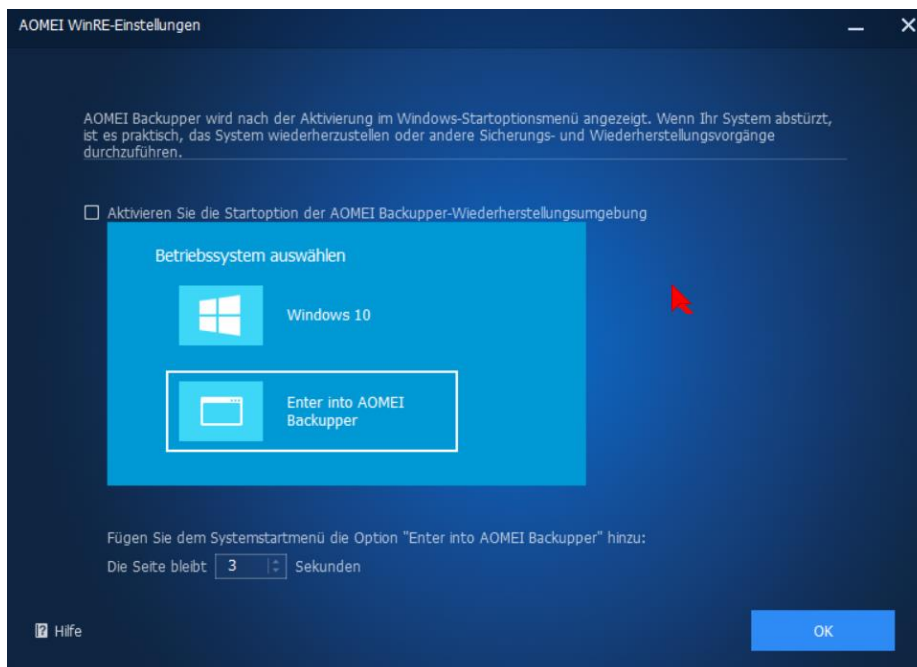 AOMEI WinRE-Einstellungen
AOMEI Backupper wird nach der Aktivierung im Windows-Startoptionsmenü angezeigt. Wenn Ihr System abstürzt,
ist es praktisch, das System wiederherzustellen oder andere Sicherungs- und Wiederherstellungsvorgänge
durchzuführen.
Aktivieren Sie die Startoption der AOMEI Backupper-Wiederherstellungsumgebung
Betriebssystem auswählen
Windows 10
Enter into AOMEI
Backupper
Fügen Sie dem Systemstartmenü die Option "Enter into AOMEI Backupper" hinzu:
Die Seite bleibt 3 Sekunden
Hilfe
OK